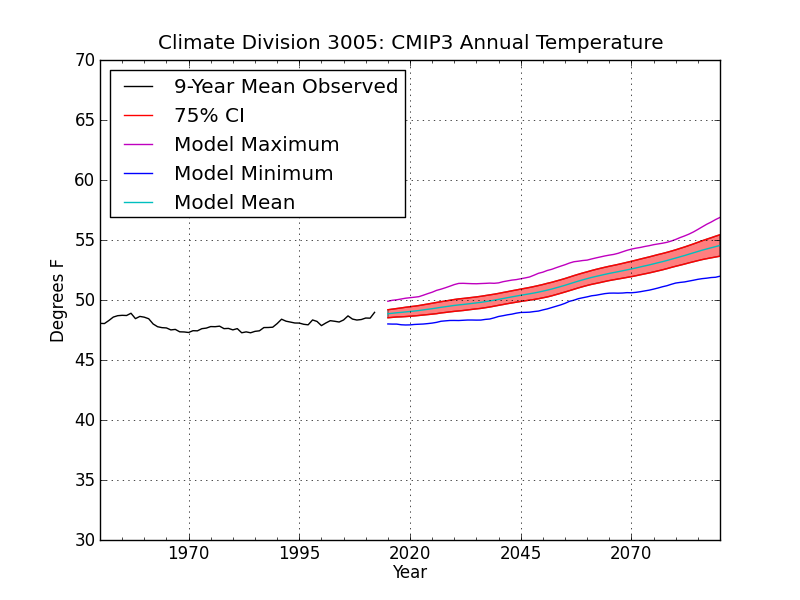 Climate Division 3005: CMIP3 Annual Temperature
70
65
60
55
50
45
40
35
30
Degrees F
9-Year Mean Observed
75% CI
Model Maximum
Model Minimum
Model Mean
1970 1995 2020 2045 2070
Year